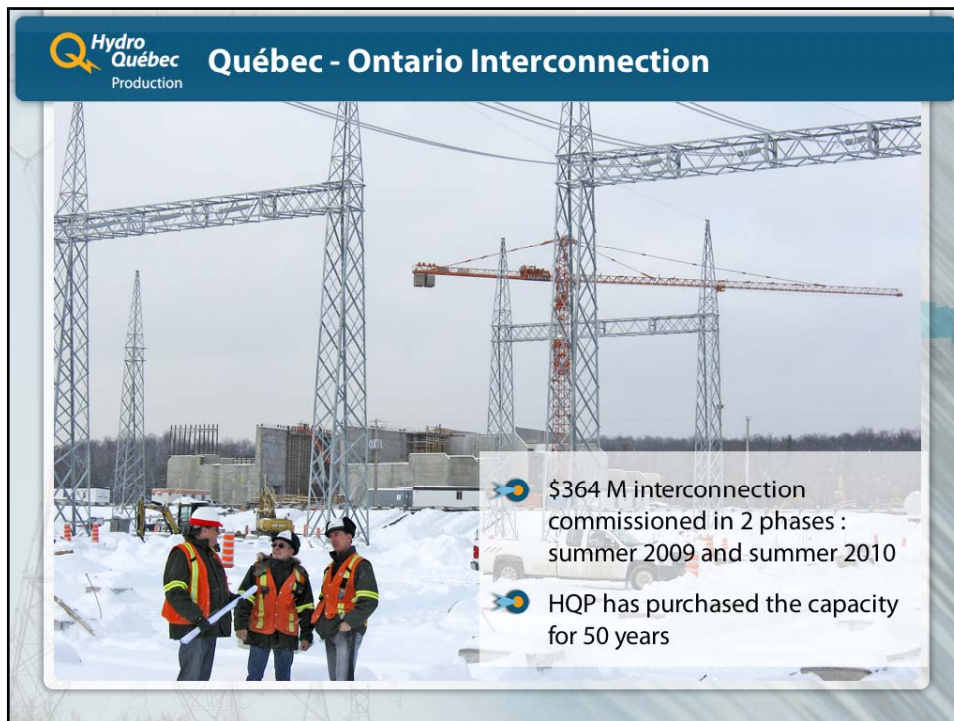 Hydro
Québec
Production
Québec - Ontario Interconnection
$364 M interconnection
commissioned in 2 phases :
summer 2009 and summer 2010
HQP has purchased the capacity
for 50 years